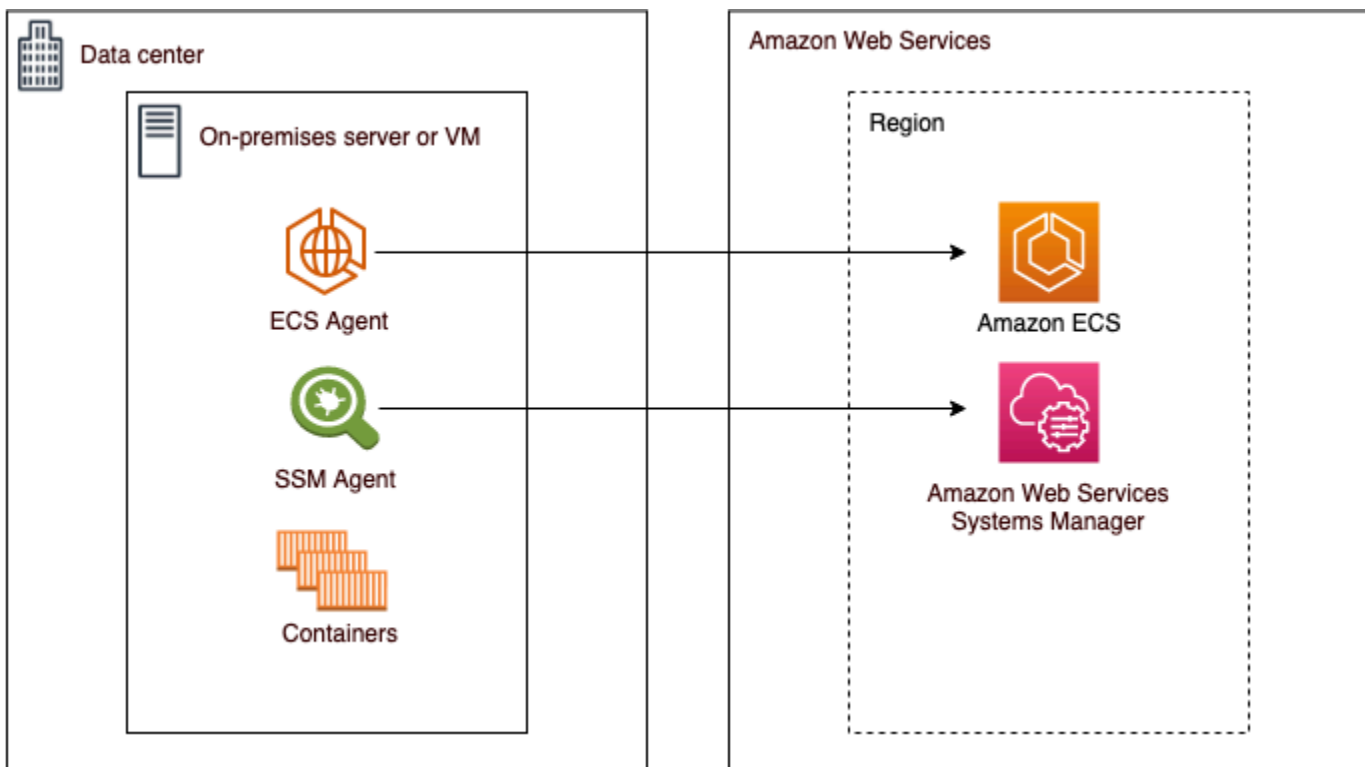 Data center
On-premises server or VM
ECS Agent
SSM Agent
Containers
Amazon Web Services
Region
Amazon ECS
Amazon Web Services
Systems Manager